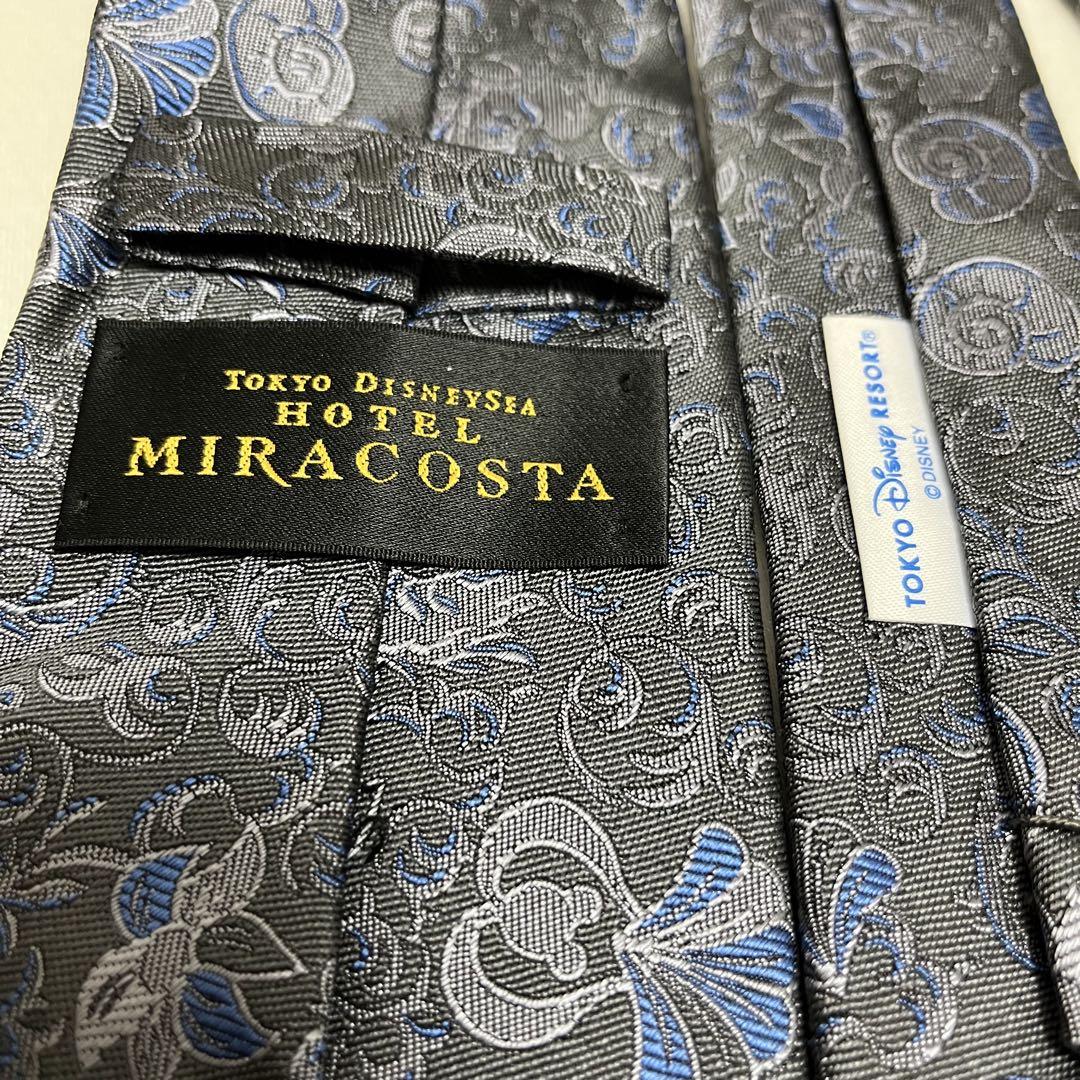 TOKYO DISNEYSEA
HOTEL
MIRACOSTA
TOKYO Disney RESORT®
©DISNEY